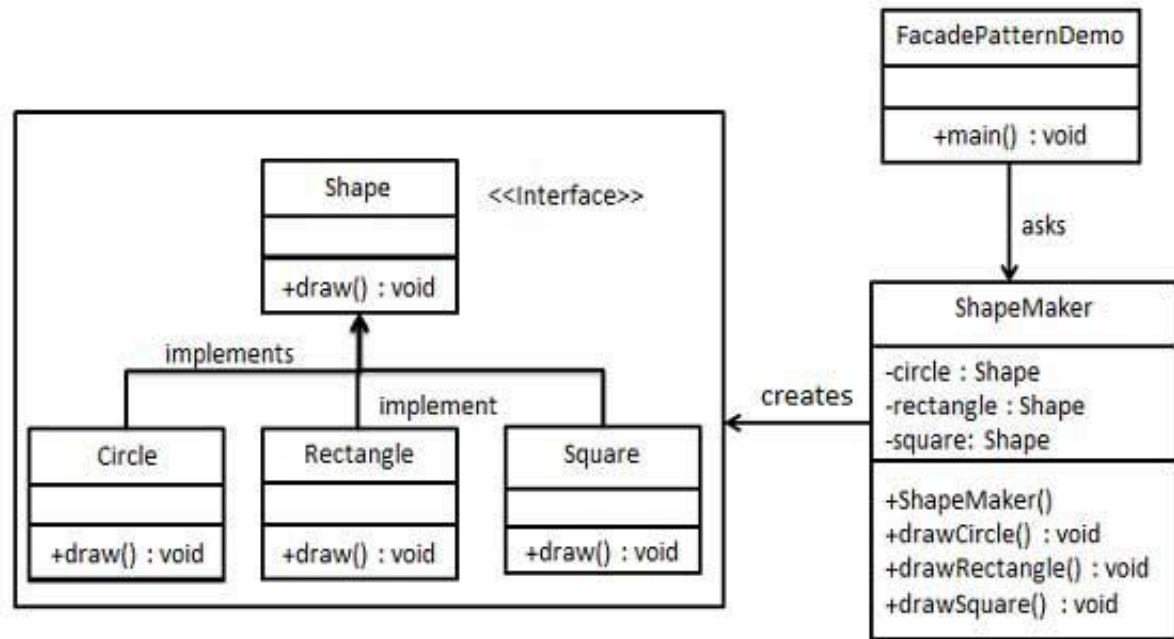 FacadePatternDemo
+main() : void
Shape
<<Interface>>
+draw() : void
implements
implement
Circle
+draw() : void
Rectangle
+draw() : void
Square
+draw() : void
asks
creates
ShapeMaker
-circle : Shape
-rectangle : Shape
-square: Shape
+ShapeMaker()
+drawCircle() : void
+drawRectangle() : void
+drawSquare() : void